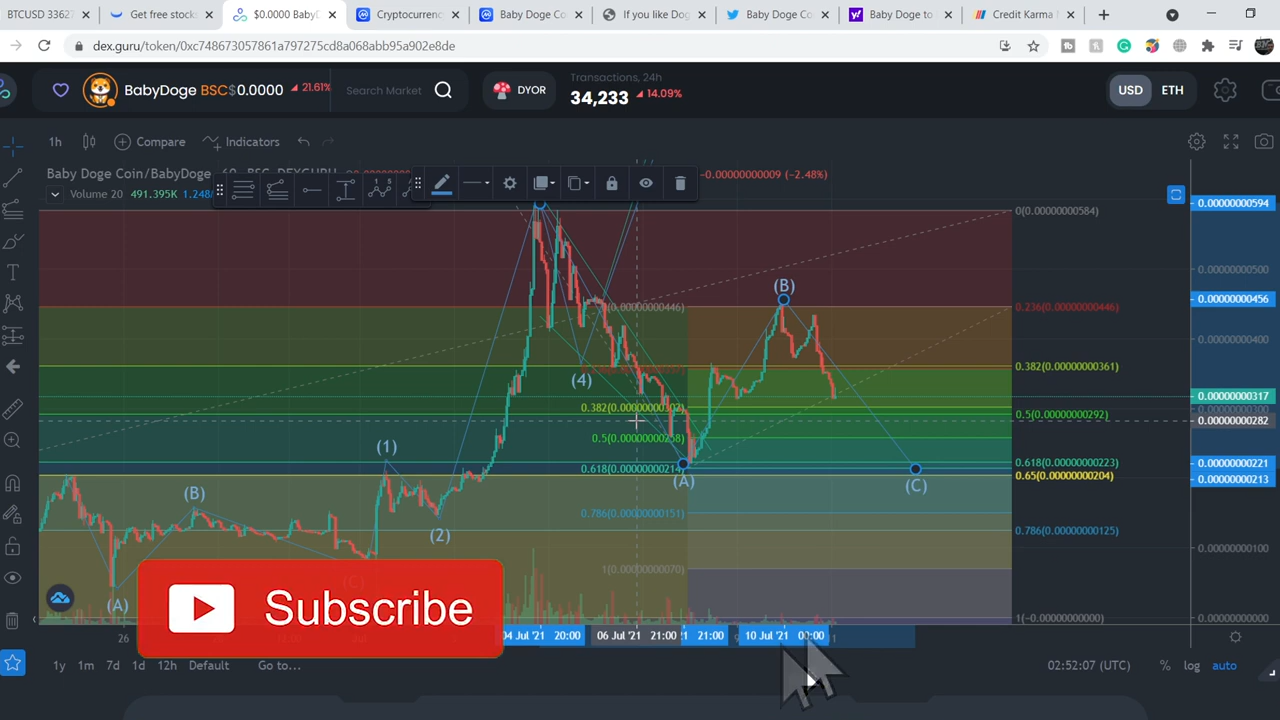 BTCUSD 33627
Get free stocks
$0.0000 BabyD
Cryptocurrenc
Baby Doge Co
If you like Dog
Twitter Baby Doge Co
Baby Doge to
Credit Karma
dex.guru/token/0xc748673057861a797275cd8a068abb95a902e8de
BabyDoge BSC $0.0000 21.61%
Search Market
DYOR
Transactions, 24h
34,233 14.09%
USD ETH
1h Compare Indicators
Baby Doge Coin/BabyDoge
-0.00000000009 (−2.48%)
Volume 20 491.395K 1.248
0.00000000594
0(0.00000000584)
0.00000000500
(B)
0.00000000456
(0.00000000446)
0.236(0.00000000446)
0.00000000400
0.382(0.00000000361)
(4)
0.00000000317
0.382(0.00000000302)
0.5(0.00000000292)
0.00000000282
0.5(0.00000000258)
(1)
0.618(0.00000000223)
0.00000000221
0.618(0.00000000214)
0.65(0.00000000204)
0.00000000213
(A)
(C)
(B)
0.786(0.00000000151)
0.786(0.00000000125)
(2)
0.00000000100
1(0.00000000070)
(A)
(C)
Subscribe
1(-0.00000000000)
0.00000000000
26
04 Jul '21 20:00
06 Jul '21 21:00
21:00
10 Jul '21 00:00
11
1y 1m 7d 1d 12h Default Go to...
02:52:07 (UTC) % log auto